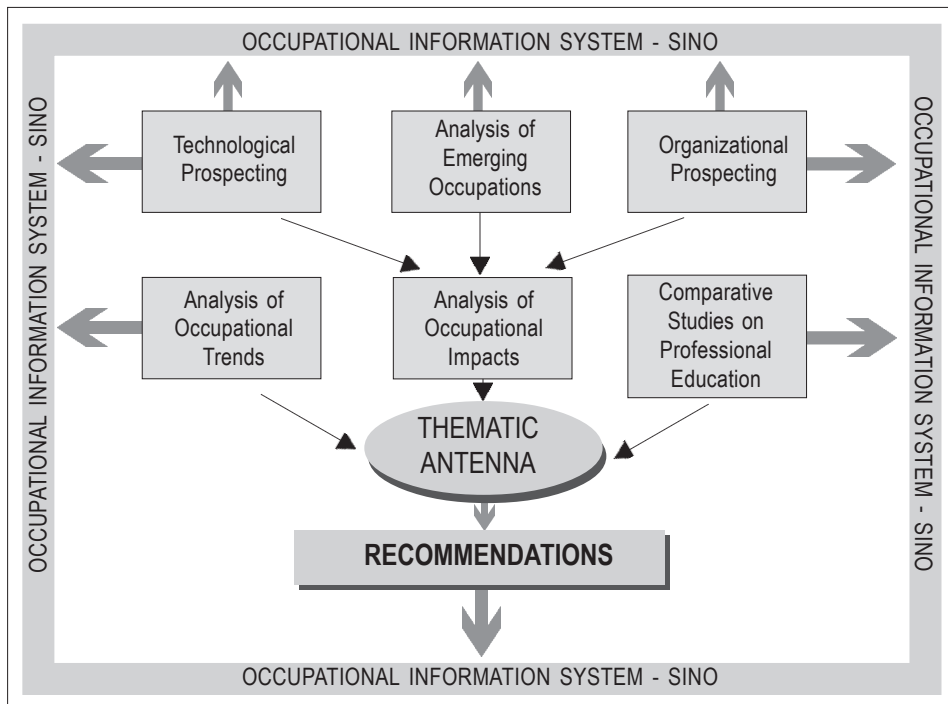 OCCUPATIONAL INFORMATION SYSTEM - SINO
OCCUPATIONAL INFORMATION SYSTEM - SINO
OCCUPATIONAL INFORMATION SYSTEM - SINO
Technological
Prospecting
Analysis of
Emerging
Occupations
Organizational
Prospecting
Analysis of
Occupational
Trends
Analysis of
Occupational
Impacts
Comparative
Studies on
Professional
Education
THEMATIC
ANTENNA
RECOMMENDATIONS
OCCUPATIONAL INFORMATION SYSTEM - SINO